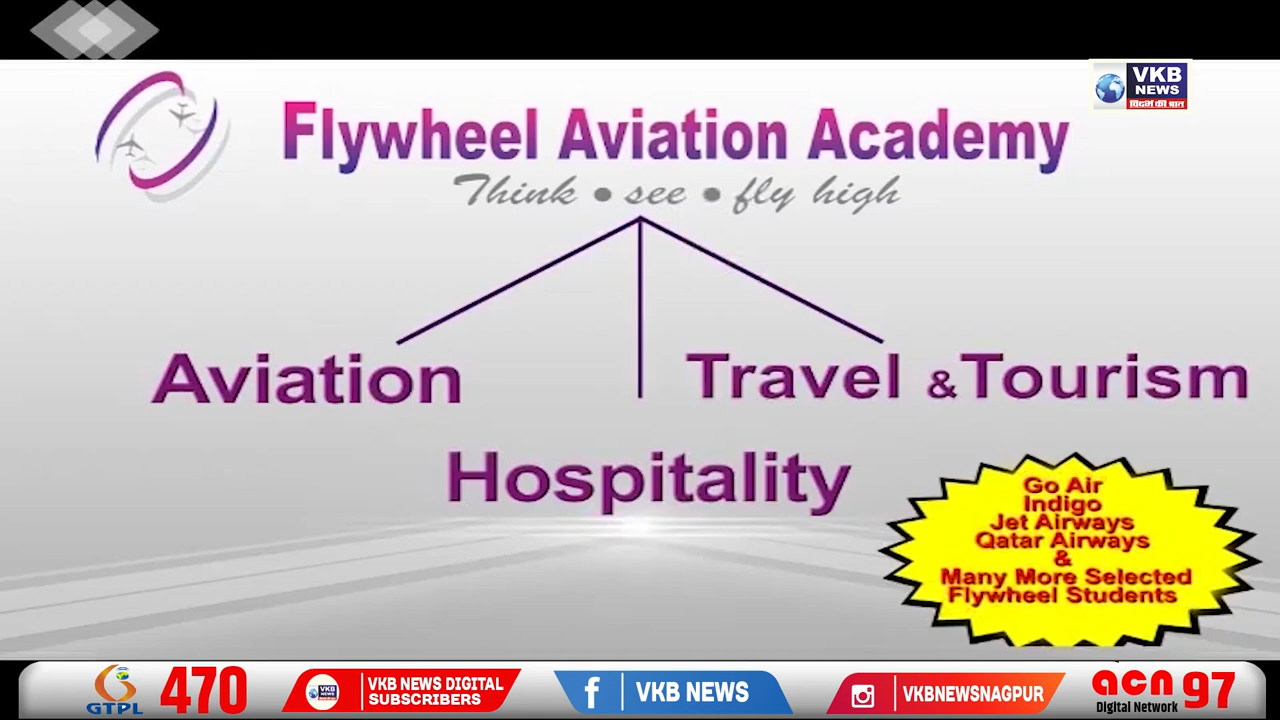 VKB
NEWS
विदर्भ की बात
Flywheel Aviation Academy
Think • see • fly high
Aviation
Travel & Tourism
Hospitality
Go Air
Indigo
Jet Airways
Qatar Airways
&
Many More Selected
Flywheel Students
GTPL
470
VKB NEWS DIGITAL
SUBSCRIBERS
VKB NEWS
VKBNEWSNAGPUR
acn 97
Digital Network